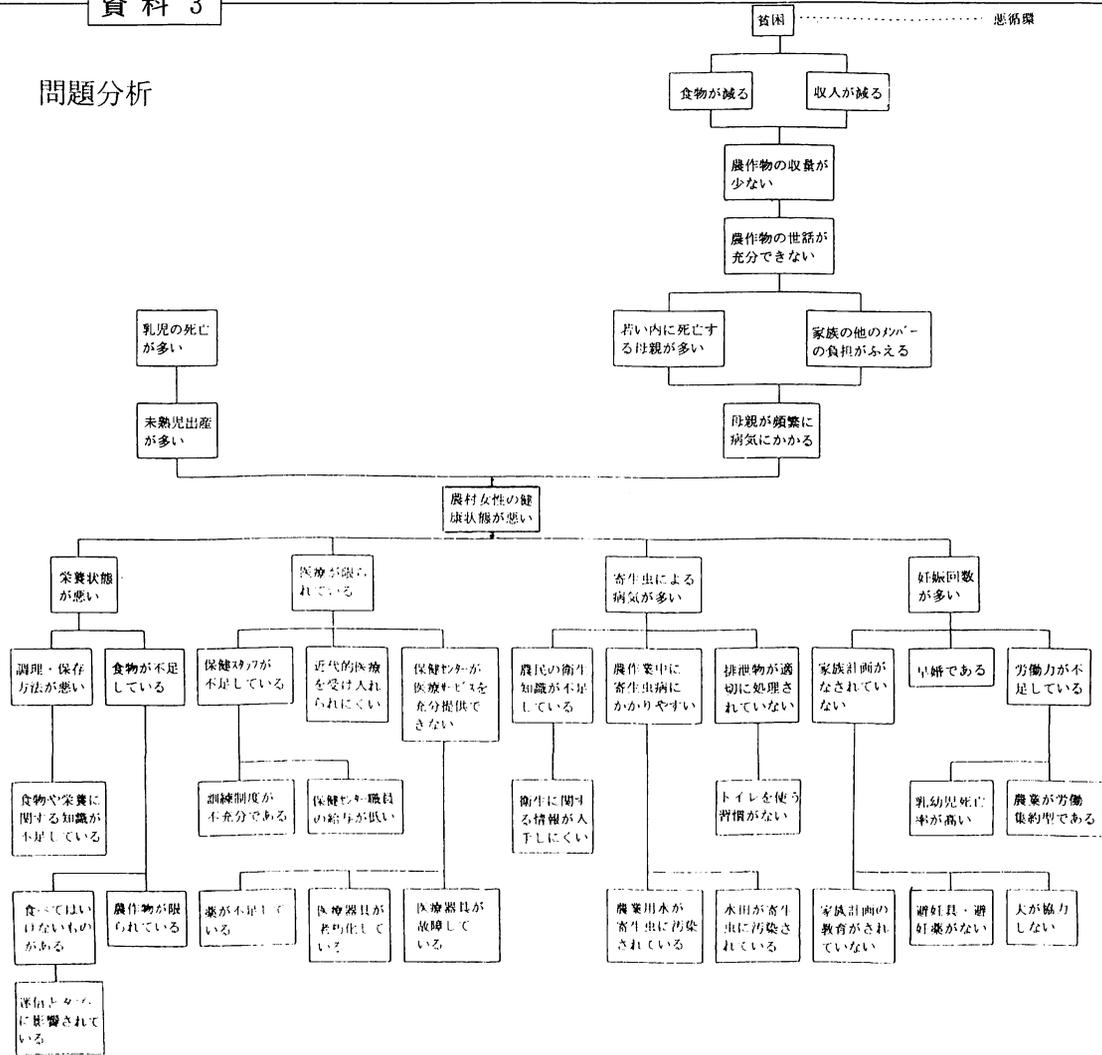 資料 3
問題分析
貧困
悪循環
食物が減る
収入が減る
農作物の収量が
少ない
農作物の世話が
充分できない
乳児の死亡
が多い
若い内に死亡す
る母親が多い
家族の他のメンバー
の負担がふえる
未熟児出産
が多い
母親が頻繁に
病気にかかる
農村女性の健
康状態が悪い
栄養状態
が悪い
医療が限ら
れている
寄生虫による
病気が多い
妊娠回数
が多い
調理・保存
方法が悪い
食物が不足
している
保健スタッフが
不足している
近代的医療
を受け入れ
られにくい
保健センターが
医療サービスを
充分提供で
きない
農民の衛生
知識が不足
している
農作業中に
寄生虫病に
かかりやすい
排泄物が適
切に処理さ
れていない
家族計画が
なされてい
ない
早婚である
労働力が不
足している
食物や栄養に
関する知識が
不足している
訓練制度が
不充分である
保健センター職員
の給与が低い
衛生に関す
る情報が入
手しにくい
トイレを使う
習慣がない
乳幼児死亡
率が高い
農業が労働
集約型である
食べてはい
けないもの
がある
農作物が限
られている
薬が不足して
いる
医療器具が
老朽化して
いる
医療器具が
故障して
いる
農業用水が
寄生虫に汚染
されている
水田が寄生
虫に汚染さ
れている
家族計画の
教育がされ
ていない
避妊具・避
妊薬がない
夫が協力
しない
迷信とタブー
に影響されて
いる